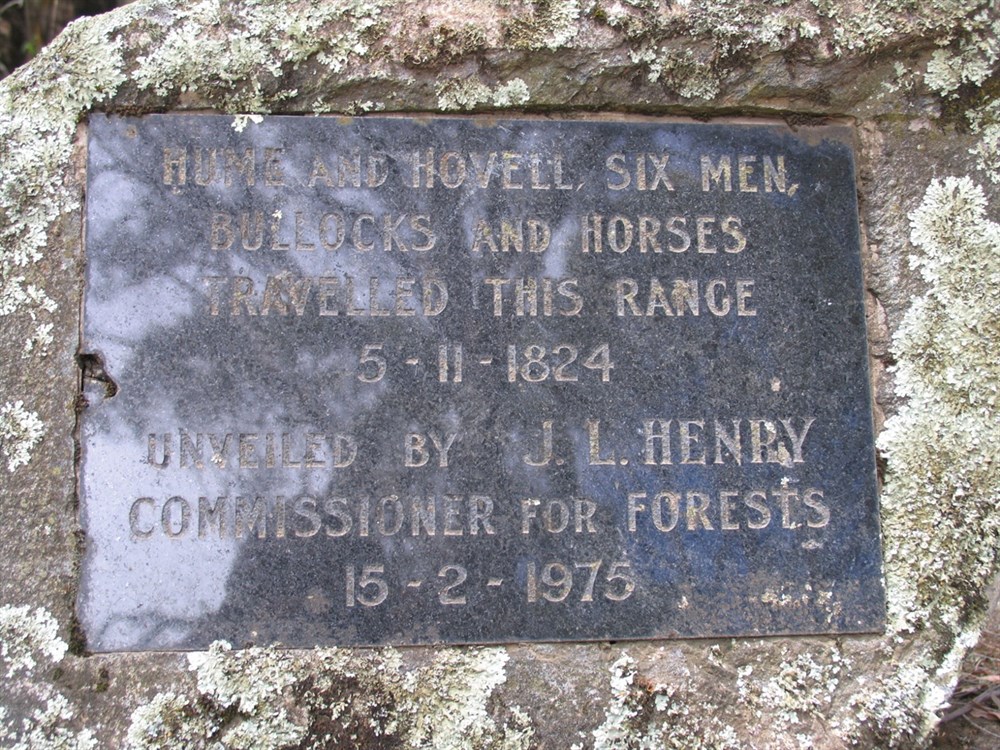 HUME AND HOVELL, SIX MEN,
BULLOCKS AND HORSES
TRAVELLED THIS RANGE
5-11-1824
UNVEILED BY J. L. HENRY
COMMISSIONER FOR FORESTS
15-2-1975